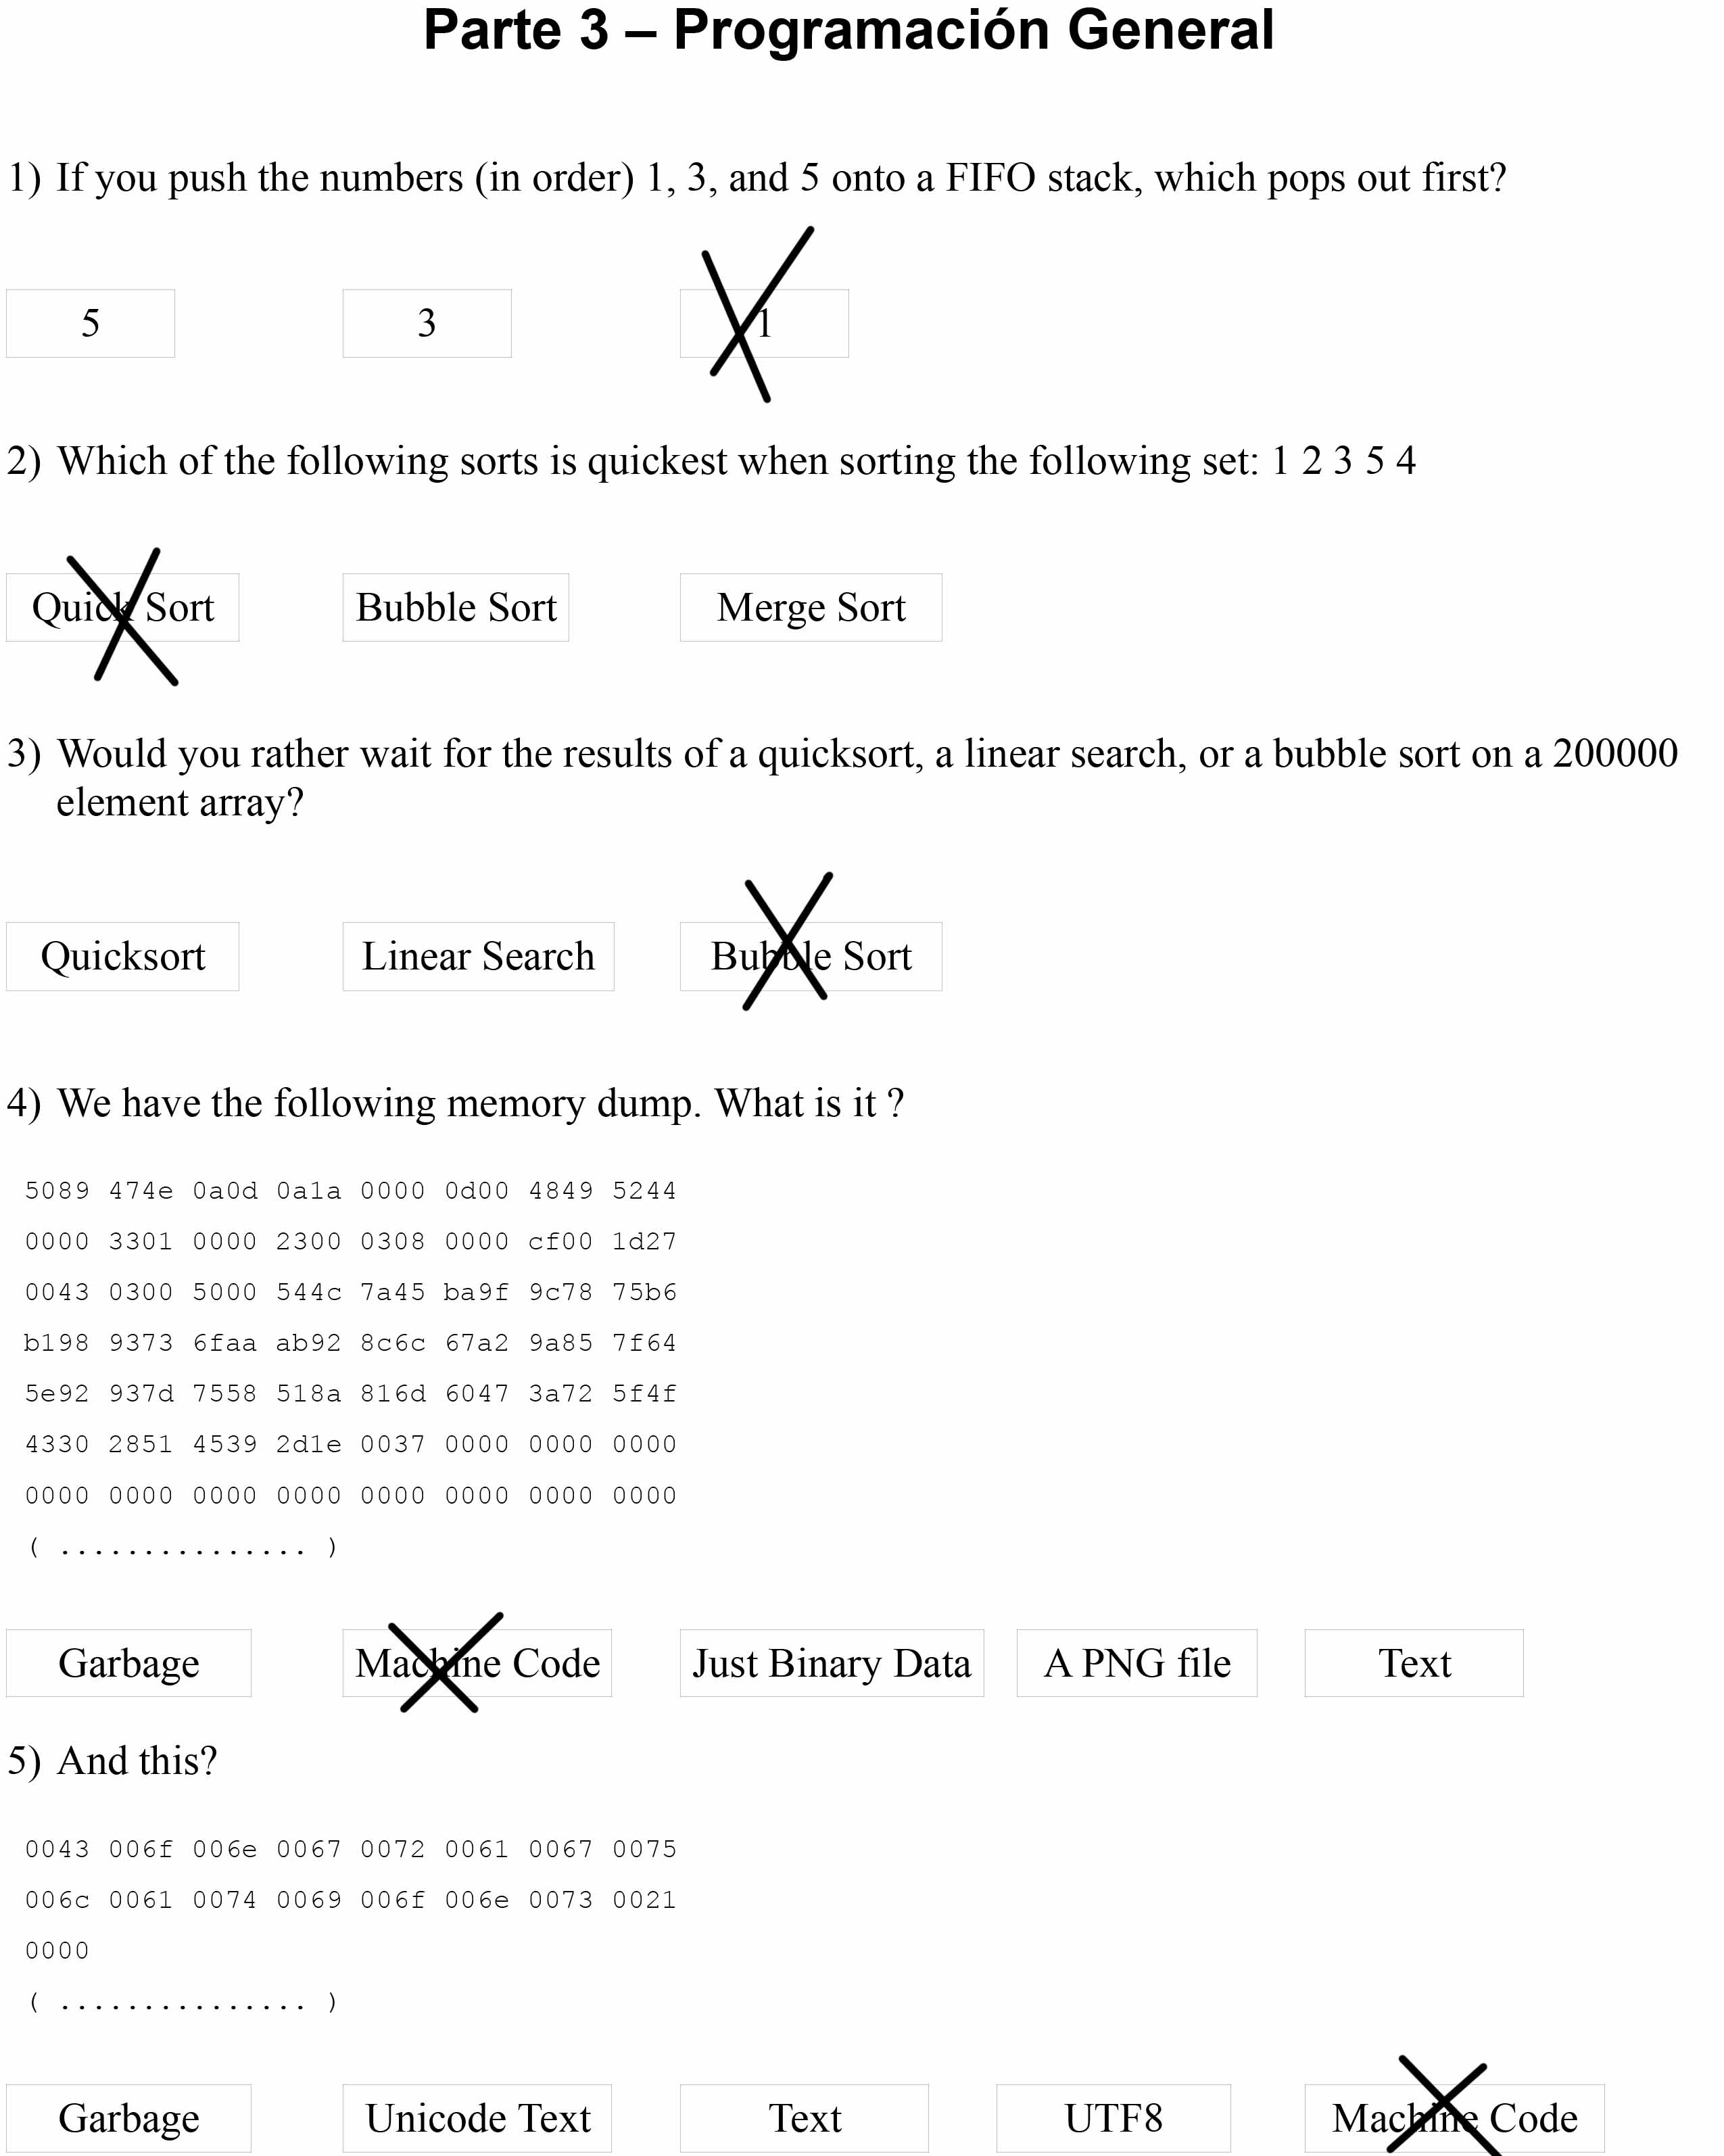 Parte 3 – Programación General
1) If you push the numbers (in order) 1, 3, and 5 onto a FIFO stack, which pops out first?
5 3 1
2) Which of the following sorts is quickest when sorting the following set: 1 2 3 5 4
Quick Sort Bubble Sort Merge Sort
3) Would you rather wait for the results of a quicksort, a linear search, or a bubble sort on a 200000
element array?
Quicksort Linear Search Bubble Sort
4) We have the following memory dump. What is it ?
5089 474e 0a0d 0a1a 0000 0d00 4849 5244
0000 3301 0000 2300 0308 0000 cf00 1d27
0043 0300 5000 544c 7a45 ba9f 9c78 75b6
b198 9373 6faa ab92 8c6c 67a2 9a85 7f64
5e92 937d 7558 518a 816d 6047 3a72 5f4f
4330 2851 4539 2d1e 0037 0000 0000 0000
0000 0000 0000 0000 0000 0000 0000 0000
( ............... )
Garbage Machine Code Just Binary Data A PNG file Text
5) And this?
0043 006f 006e 0067 0072 0061 0067 0075
006c 0061 0074 0069 006f 006e 0073 0021
0000
( ............... )
Garbage Unicode Text Text UTF8 Machine Code